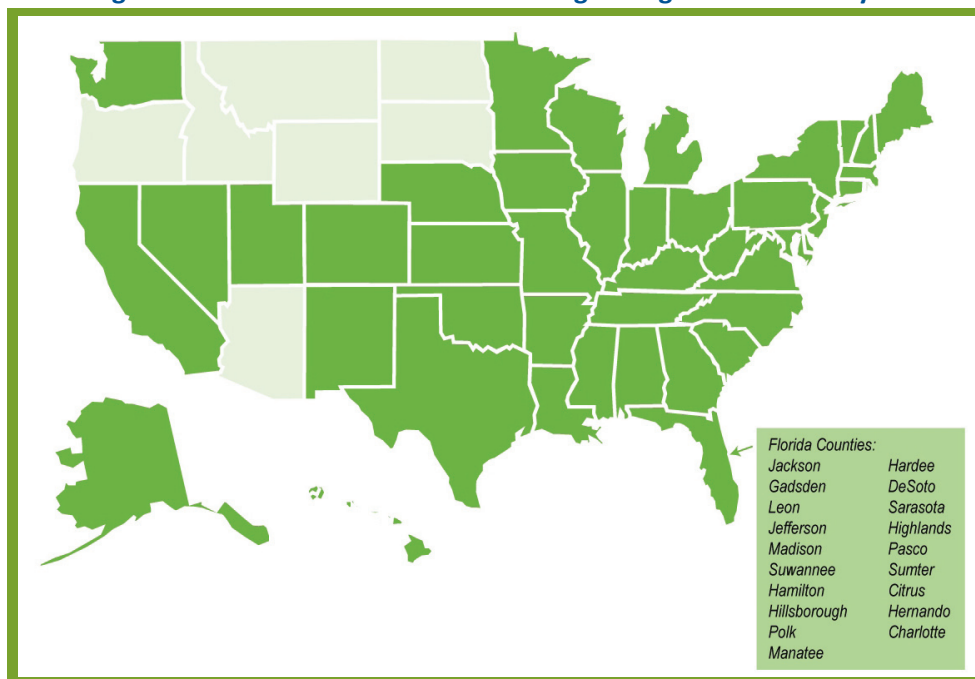 Florida Counties:
Jackson
Gadsden
Leon
Jefferson
Madison
Suwannee
Hamilton
Hillsborough
Polk
Manatee
Hardee
DeSoto
Sarasota
Highlands
Pasco
Sumter
Citrus
Hernando
Charlotte